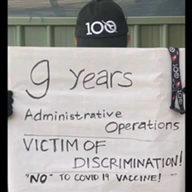 100
9 years
Administrative
Operations
VICTIM OF
DISCRIMINATION!
"NO" TO COVID 19 VACCINE!